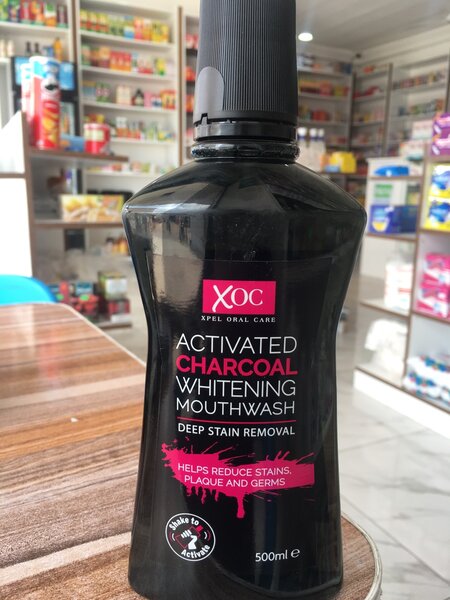 XOC
XPEL ORAL CARE
ACTIVATED
CHARCOAL
WHITENING
MOUTHWASH
DEEP STAIN REMOVAL
HELPS REDUCE STAINS,
PLAQUE AND GERMS
Shake to
Activate
500ml e